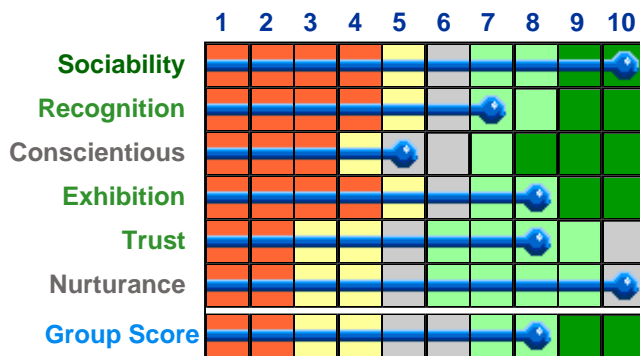 1 2 3 4 5 6 7 8 9 10
Sociability
Recognition
Conscientious
Exhibition
Trust
Nurturance
Group Score